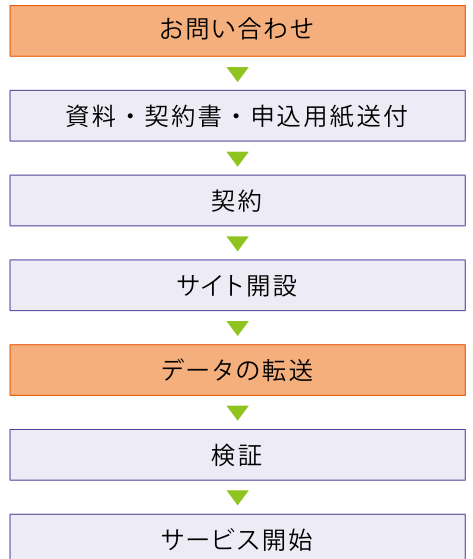 お問い合わせ
資料・契約書・申込用紙送付
契約
サイト開設
データの転送
検証
サービス開始